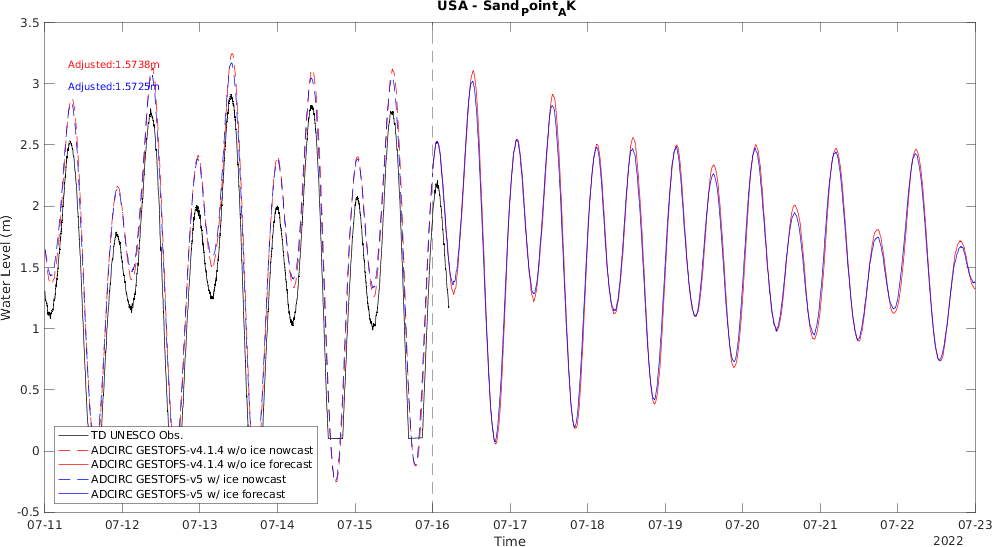 USA - Sand_Point_AK
3.5
3
2.5
2
1.5
1
0.5
0
-0.5
Water Level (m)
Adjusted:1.5738m
Adjusted:1.5725m
TD UNESCO Obs.
ADCIRC GESTOFS-v4.1.4 w/o ice nowcast
ADCIRC GESTOFS-v4.1.4 w/o ice forecast
ADCIRC GESTOFS-v5 w/ ice nowcast
ADCIRC GESTOFS-v5 w/ ice forecast
07-11 07-12 07-13 07-14 07-15 07-16 07-17 07-18 07-19 07-20 07-21 07-22 07-23
Time
2022